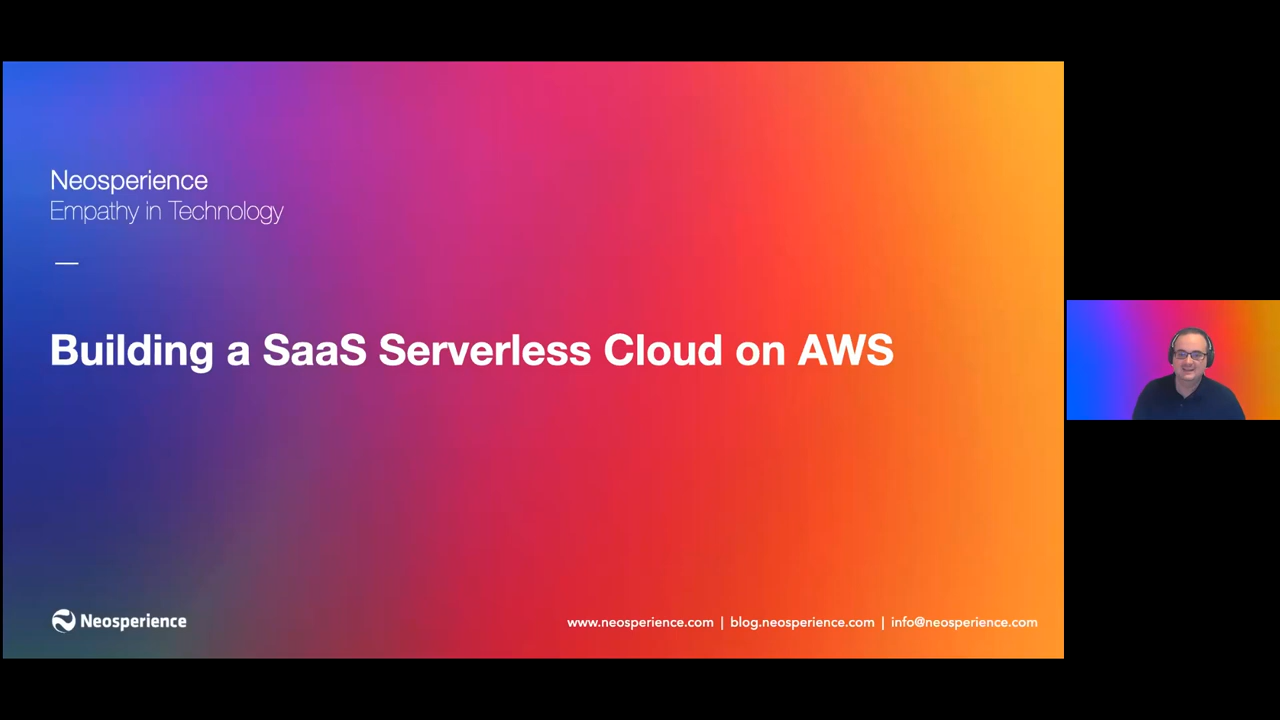 Neosperience
Empathy in Technology
Building a SaaS Serverless Cloud on AWS
Neosperience
www.neosperience.com | blog.neosperience.com | info@neosperience.com